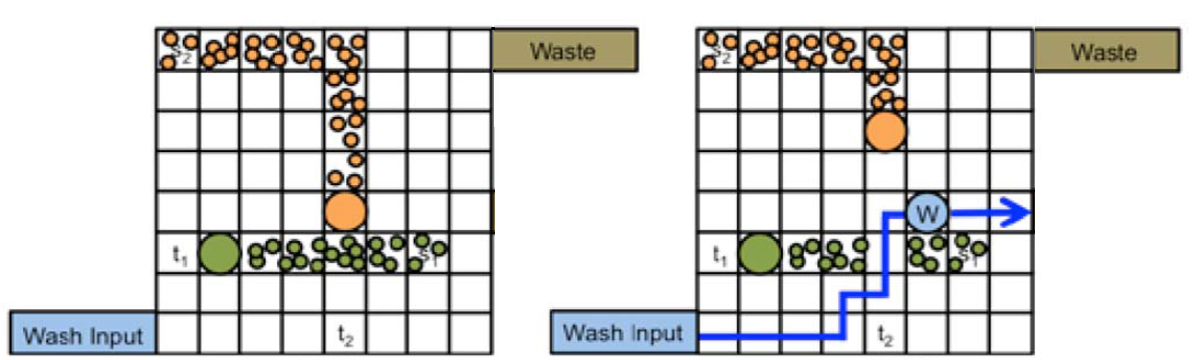 s2
Waste
t1
s1
Wash Input
t2
s2
Waste
W
t1
s1
Wash Input
t2